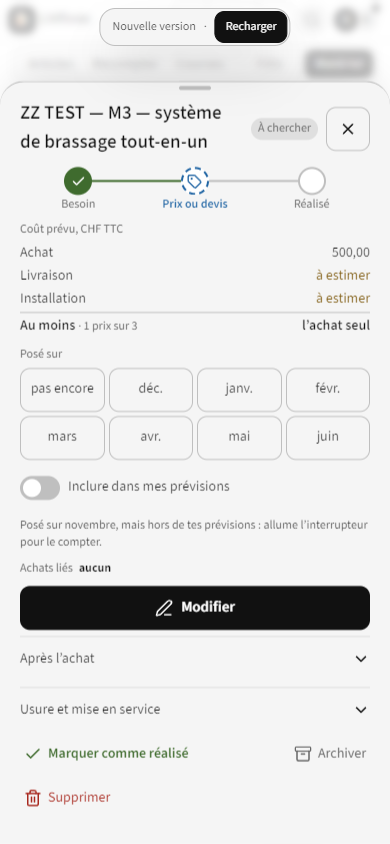 Nouvelle version · Recharger
ZZ TEST — M3 — système
de brassage tout-en-un
À chercher
Besoin Prix ou devis Réalisé
Coût prévu, CHF TTC
Achat 500,00
Livraison à estimer
Installation à estimer
Au moins · 1 prix sur 3 l’achat seul
Posé sur
pas encore déc. janv. févr.
mars avr. mai juin
Inclure dans mes prévisions
Posé sur novembre, mais hors de tes prévisions : allume l’interrupteur
pour le compter.
Achats liés aucun
Modifier
Après l’achat
Usure et mise en service
Marquer comme réalisé Archiver
Supprimer